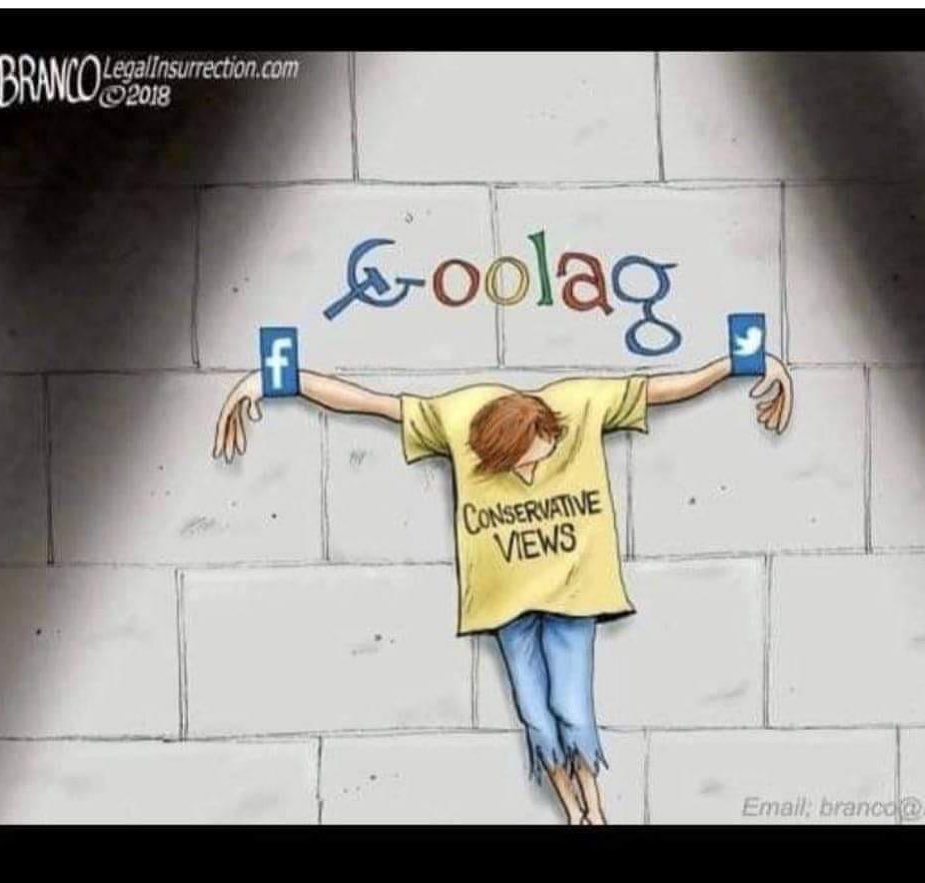 BRANCO
LegalInsurrection.com
©2018
Goolag
f
CONSERVATIVE
VIEWS
Email: branco@